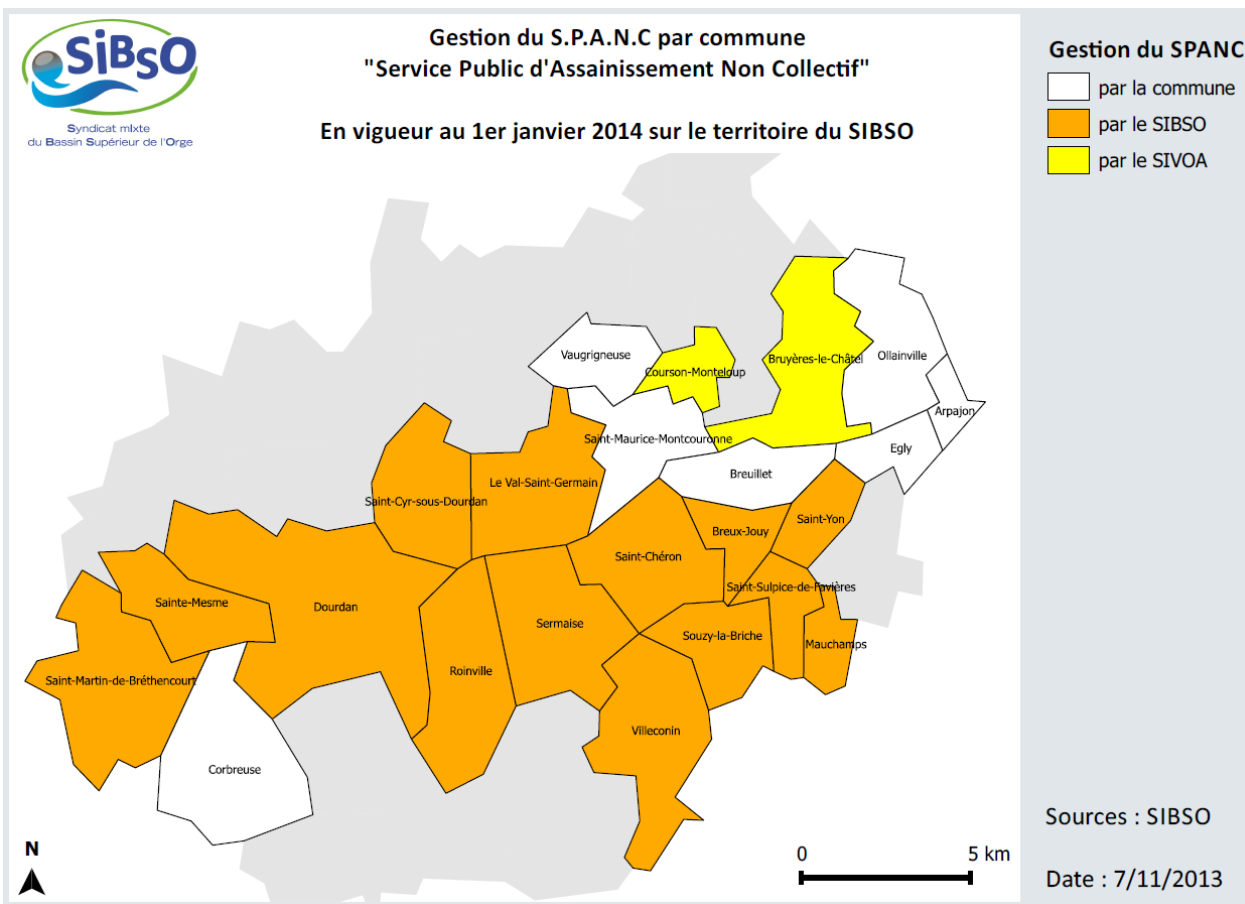 SiBsO
Syndicat mIxte
du Bassin Supérieur de l'Orge
Gestion du S.P.A.N.C par commune
"Service Public d'Assainissement Non Collectif"
En vigueur au 1er janvier 2014 sur le territoire du SIBSO
Gestion du SPANC
par la commune
par le SIBSO
par le SIVOA
Vaugrigneuse
Courson-Monteloup
Bruyères-le-Châtel
Ollainville
Arpajon
Saint-Maurice-Montcouronne
Egly
Breuillet
Le Val-Saint-Germain
Saint-Cyr-sous-Dourdan
Saint-Yon
Breux-Jouy
Saint-Chéron
Saint-Sulpice-de-Favières
Sainte-Mesme
Dourdan
Sermaise
Souzy-la-Briche
Mauchamps
Roinville
Saint-Martin-de-Bréthencourt
Villeconin
Corbreuse
N
0 5 km
Sources : SIBSO
Date : 7/11/2013